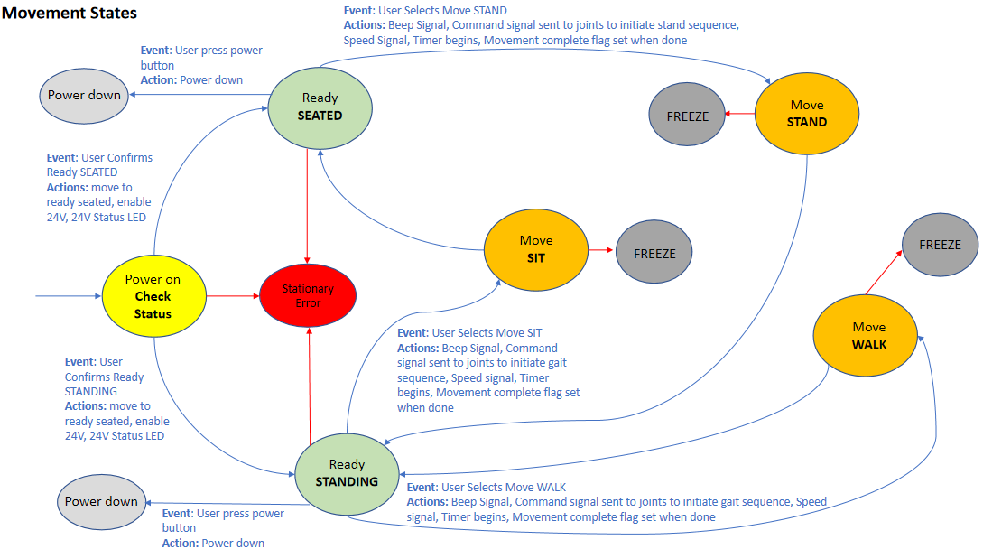 Movement States
Event: User Selects Move STAND
Actions: Beep Signal, Command signal sent to joints to initiate stand sequence,
Speed Signal, Timer begins, Movement complete flag set when done
Event: User press power
button
Action: Power down
Power down
Ready
SEATED
FREEZE
Move
STAND
Event: User Confirms
Ready SEATED
Actions: move to
ready seated, enable
24V, 24V Status LED
Move
SIT
FREEZE
FREEZE
Power on
Check
Status
Stationary
Error
Move
WALK
Event: User Selects Move SIT
Actions: Beep Signal, Command
signal sent to joints to initiate gait
sequence, Speed signal, Timer
begins, Movement complete flag set
when done
Event: User
Confirms Ready
STANDING
Actions: move to
ready seated, enable
24V, 24V Status LED
Ready
STANDING
Power down
Event: User press power
button
Action: Power down
Event: User Selects Move WALK
Actions: Beep Signal, Command signal sent to joints to initiate gait sequence, Speed
signal, Timer begins, Movement complete flag set when done